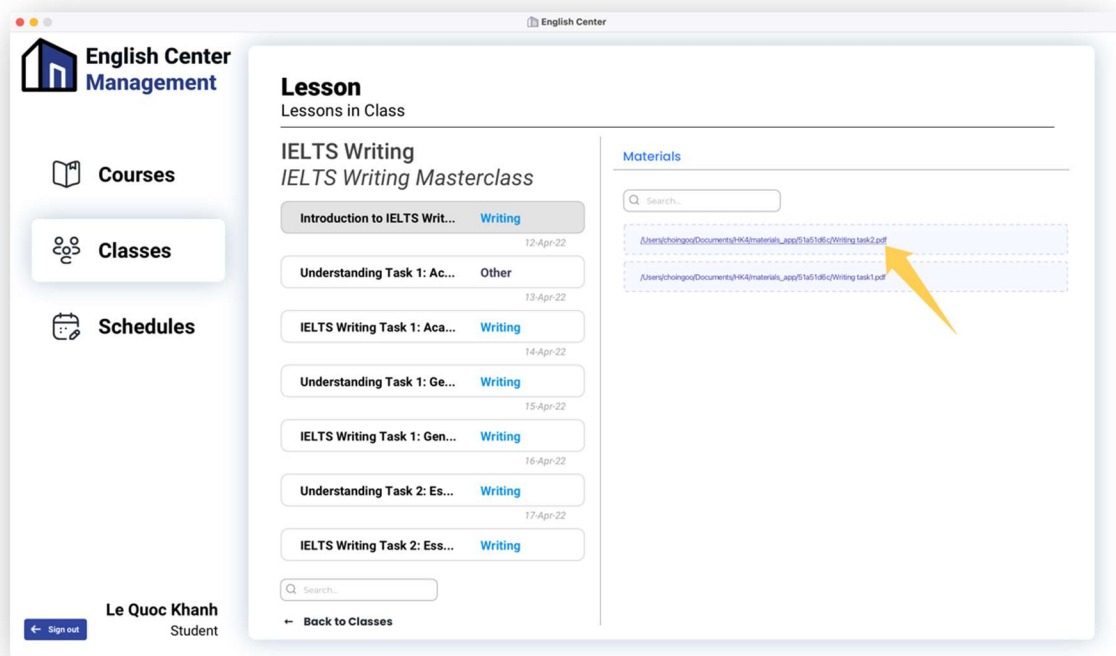 English Center
English Center
Management
Courses
Classes
Schedules
Le Quoc Khanh
Sign out
Student
Lesson
Lessons in Class
IELTS Writing
IELTS Writing Masterclass
Introduction to IELTS Writ... Writing
12-Apr-22
Understanding Task 1: Ac... Other
13-Apr-22
IELTS Writing Task 1: Aca... Writing
14-Apr-22
Understanding Task 1: Ge... Writing
15-Apr-22
IELTS Writing Task 1: Gen... Writing
16-Apr-22
Understanding Task 2: Es... Writing
17-Apr-22
IELTS Writing Task 2: Ess... Writing
Search...
Back to Classes
Materials
Search...
/Users/choingoo/Documents/HK4/materials_app/51a51d6c/Writing task2.pdf
/Users/choingoo/Documents/HK4/materials_app/51a51d6c/Writing task1.pdf